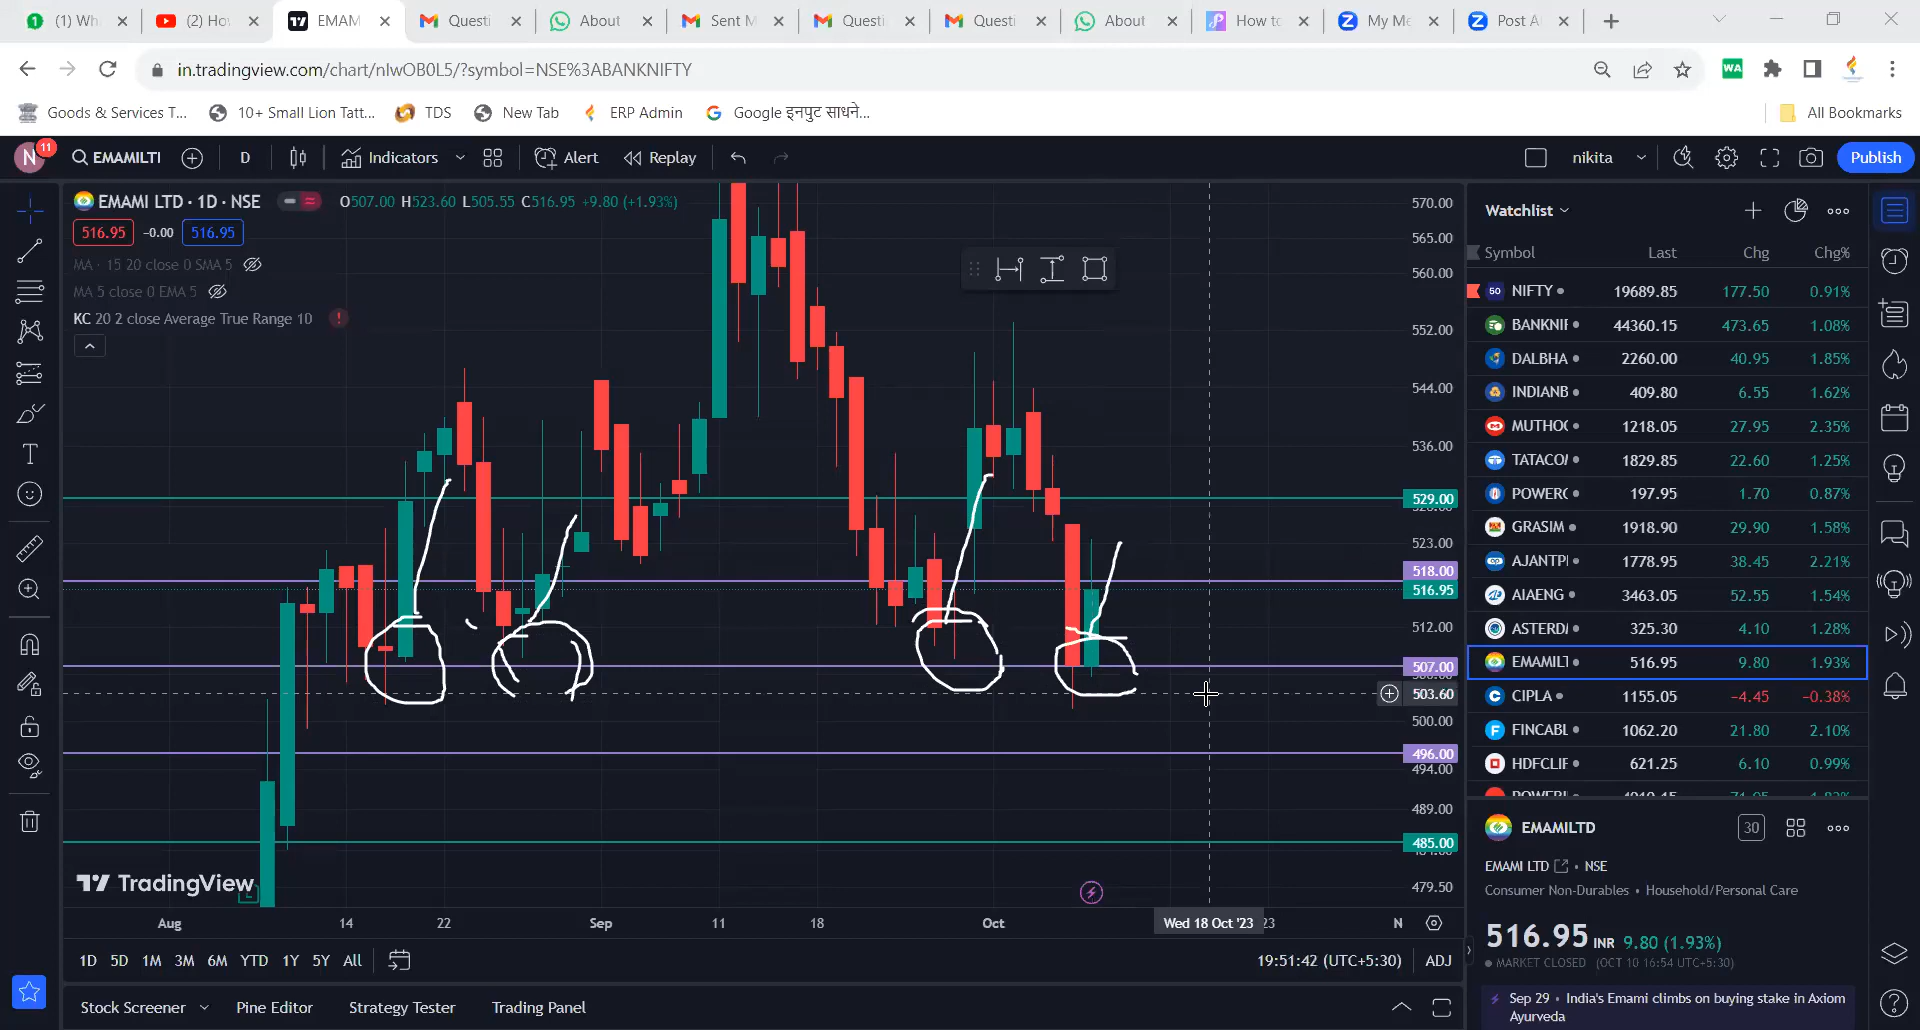 (1) Wh
(2) Ho
EMAM
Questi
About
Sent M
Questi
Questi
About
How to
My Me
Post A
in.tradingview.com/chart/nIwOB0L5/?symbol=NSE%3ABANKNIFTY
Goods & Services T...
10+ Small Lion Tatt...
TDS
New Tab
ERP Admin
Google इनपुट साधने...
All Bookmarks
N 11
EMAMILTI
D
Indicators
Alert
Replay
nikita
Publish
EMAMI LTD · 1D · NSE
O507.00 H523.60 L505.55 C516.95 +9.80 (+1.93%)
516.95 -0.00 516.95
MA · 15 20 close 0 SMA 5
MA 5 close 0 EMA 5
KC 20 2 close Average True Range 10
570.00
565.00
560.00
552.00
544.00
536.00
529.00
523.00
518.00
516.95
512.00
507.00
503.60
500.00
496.00
494.00
489.00
485.00
479.50
TradingView
Aug 14 22 Sep 11 18 Oct Wed 18 Oct '23 23 N
1D 5D 1M 3M 6M YTD 1Y 5Y All
19:51:42 (UTC+5:30) ADJ
Stock Screener Pine Editor Strategy Tester Trading Panel
Watchlist
Symbol Last Chg Chg%
50 NIFTY 19689.85 177.50 0.91%
BANKNIF 44360.15 473.65 1.08%
DALBHA 2260.00 40.95 1.85%
INDIANB 409.80 6.55 1.62%
MUTHOO 1218.05 27.95 2.35%
TATACO 1829.85 22.60 1.25%
POWERG 197.95 1.70 0.87%
GRASIM 1918.90 29.90 1.58%
AJANTP 1778.95 38.45 2.21%
AIAENG 3463.05 52.55 1.54%
ASTERD 325.30 4.10 1.28%
EMAMILT 516.95 9.80 1.93%
CIPLA 1155.05 −4.45 −0.38%
FINCABL 1062.20 21.80 2.10%
HDFCLIF 621.25 6.10 0.99%
EMAMILTD
30
EMAMI LTD · NSE
Consumer Non-Durables • Household/Personal Care
516.95 INR 9.80 (1.93%)
MARKET CLOSED (OCT 10 16:54 UTC+5:30)
Sep 29 · India's Emami climbs on buying stake in Axiom
Ayurveda